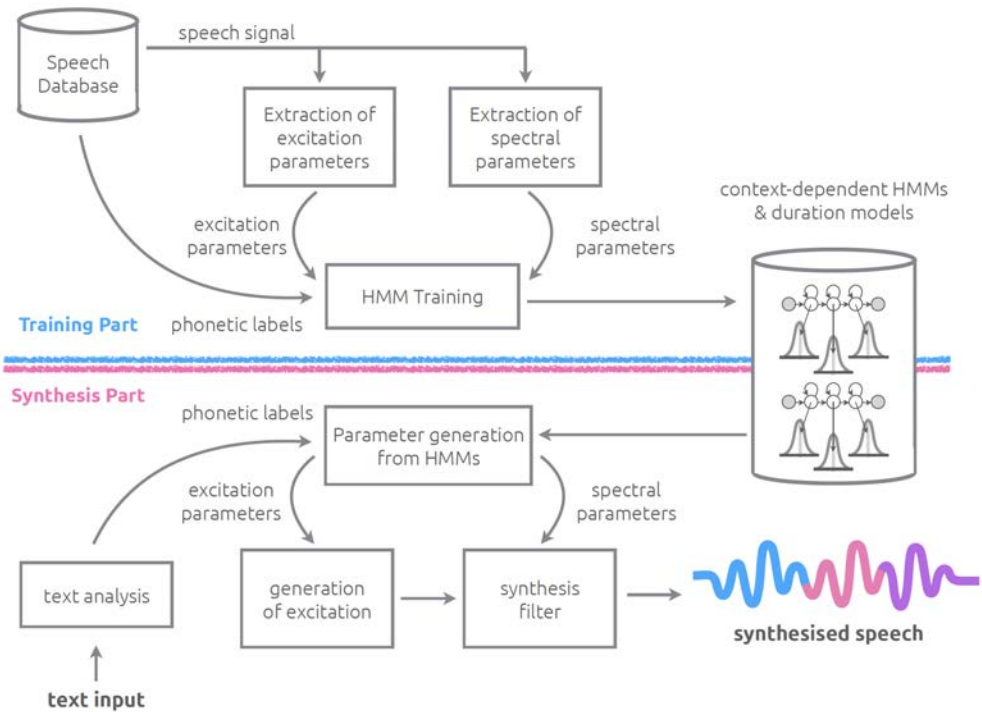 speech signal
Speech
Database
Extraction of
excitation
parameters
Extraction of
spectral
parameters
context-dependent HMMs
& duration models
excitation
parameters
spectral
parameters
HMM Training
phonetic labels
Training Part
Synthesis Part
phonetic labels
Parameter generation
from HMMs
excitation
parameters
spectral
parameters
text analysis
generation
of excitation
synthesis
filter
synthesised speech
text input